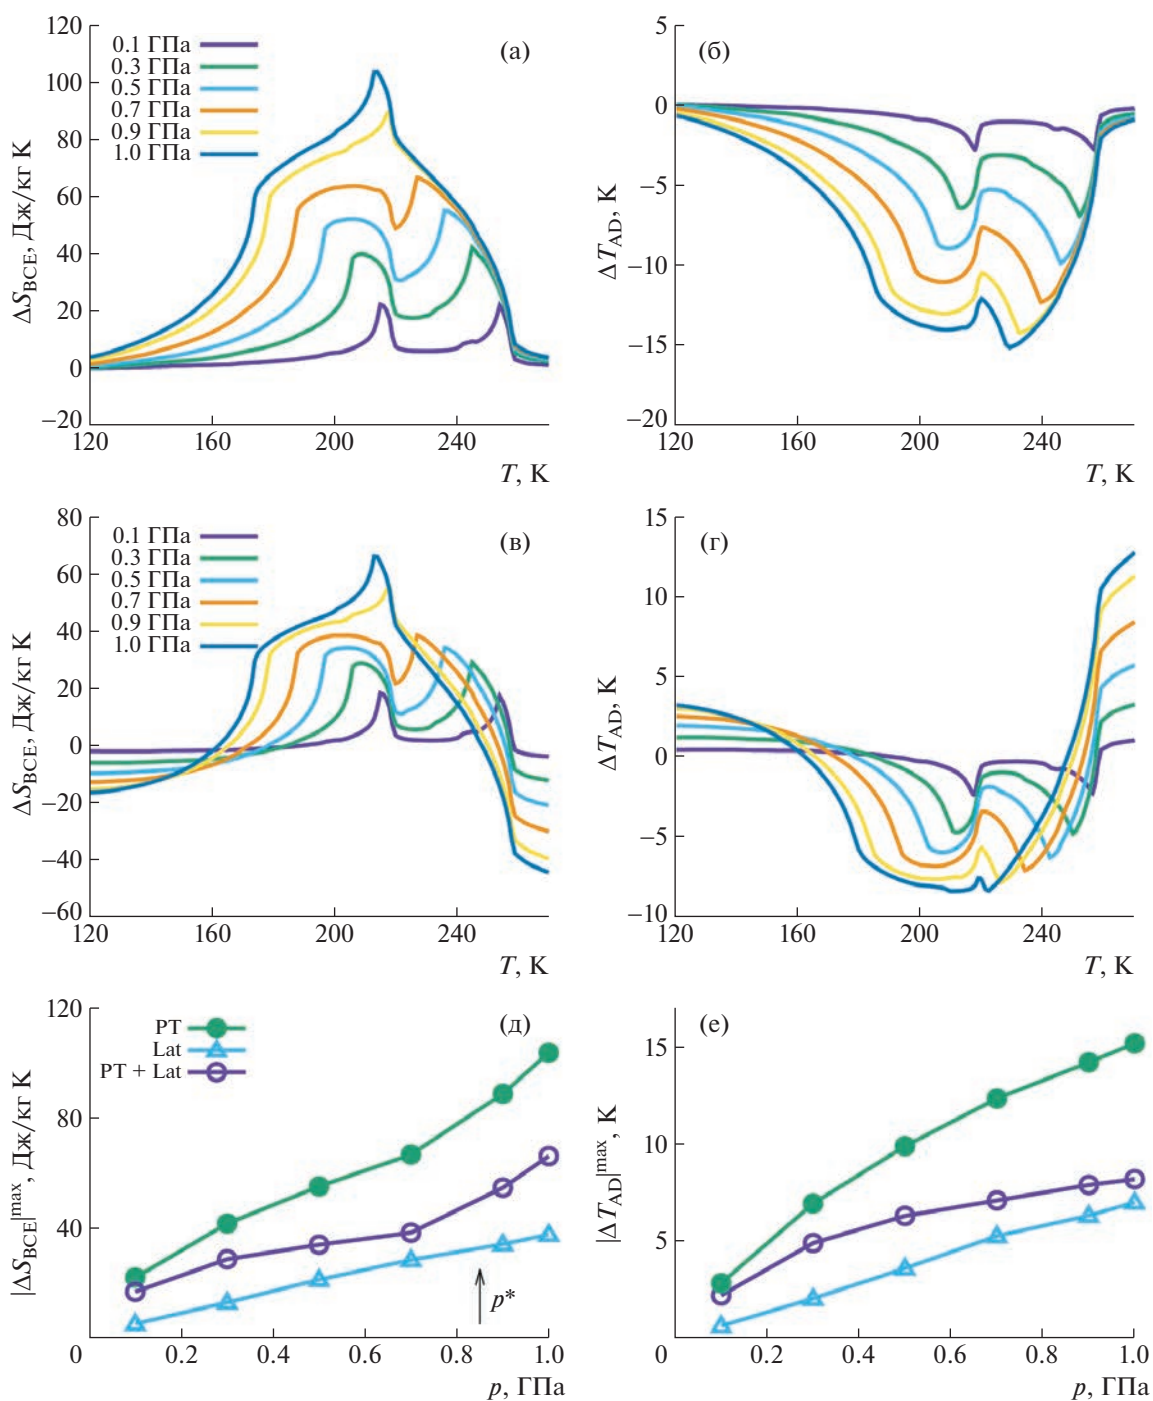 120
100
80
60
40
20
0
–20
ΔS_BCE, Дж/кг К
0.1 ГПа
0.3 ГПа
0.5 ГПа
0.7 ГПа
0.9 ГПа
1.0 ГПа
(а)
120 160 200 240
T, K
5
0
–5
–10
–15
–20
ΔT_AD, K
(б)
120 160 200 240
T, K
80
60
40
20
0
–20
–40
–60
ΔS_BCE, Дж/кг К
0.1 ГПа
0.3 ГПа
0.5 ГПа
0.7 ГПа
0.9 ГПа
1.0 ГПа
(в)
120 160 200 240
T, K
15
10
5
0
–5
–10
ΔT_AD, K
(г)
120 160 200 240
T, K
120
80
40
|ΔS_BCE|^max, Дж/кг К
PT
Lat
PT + Lat
(д)
p*
0 0.2 0.4 0.6 0.8 1.0
p, ГПа
15
10
5
|ΔT_AD|^max, K
(е)
0 0.2 0.4 0.6 0.8 1.0
p, ГПа